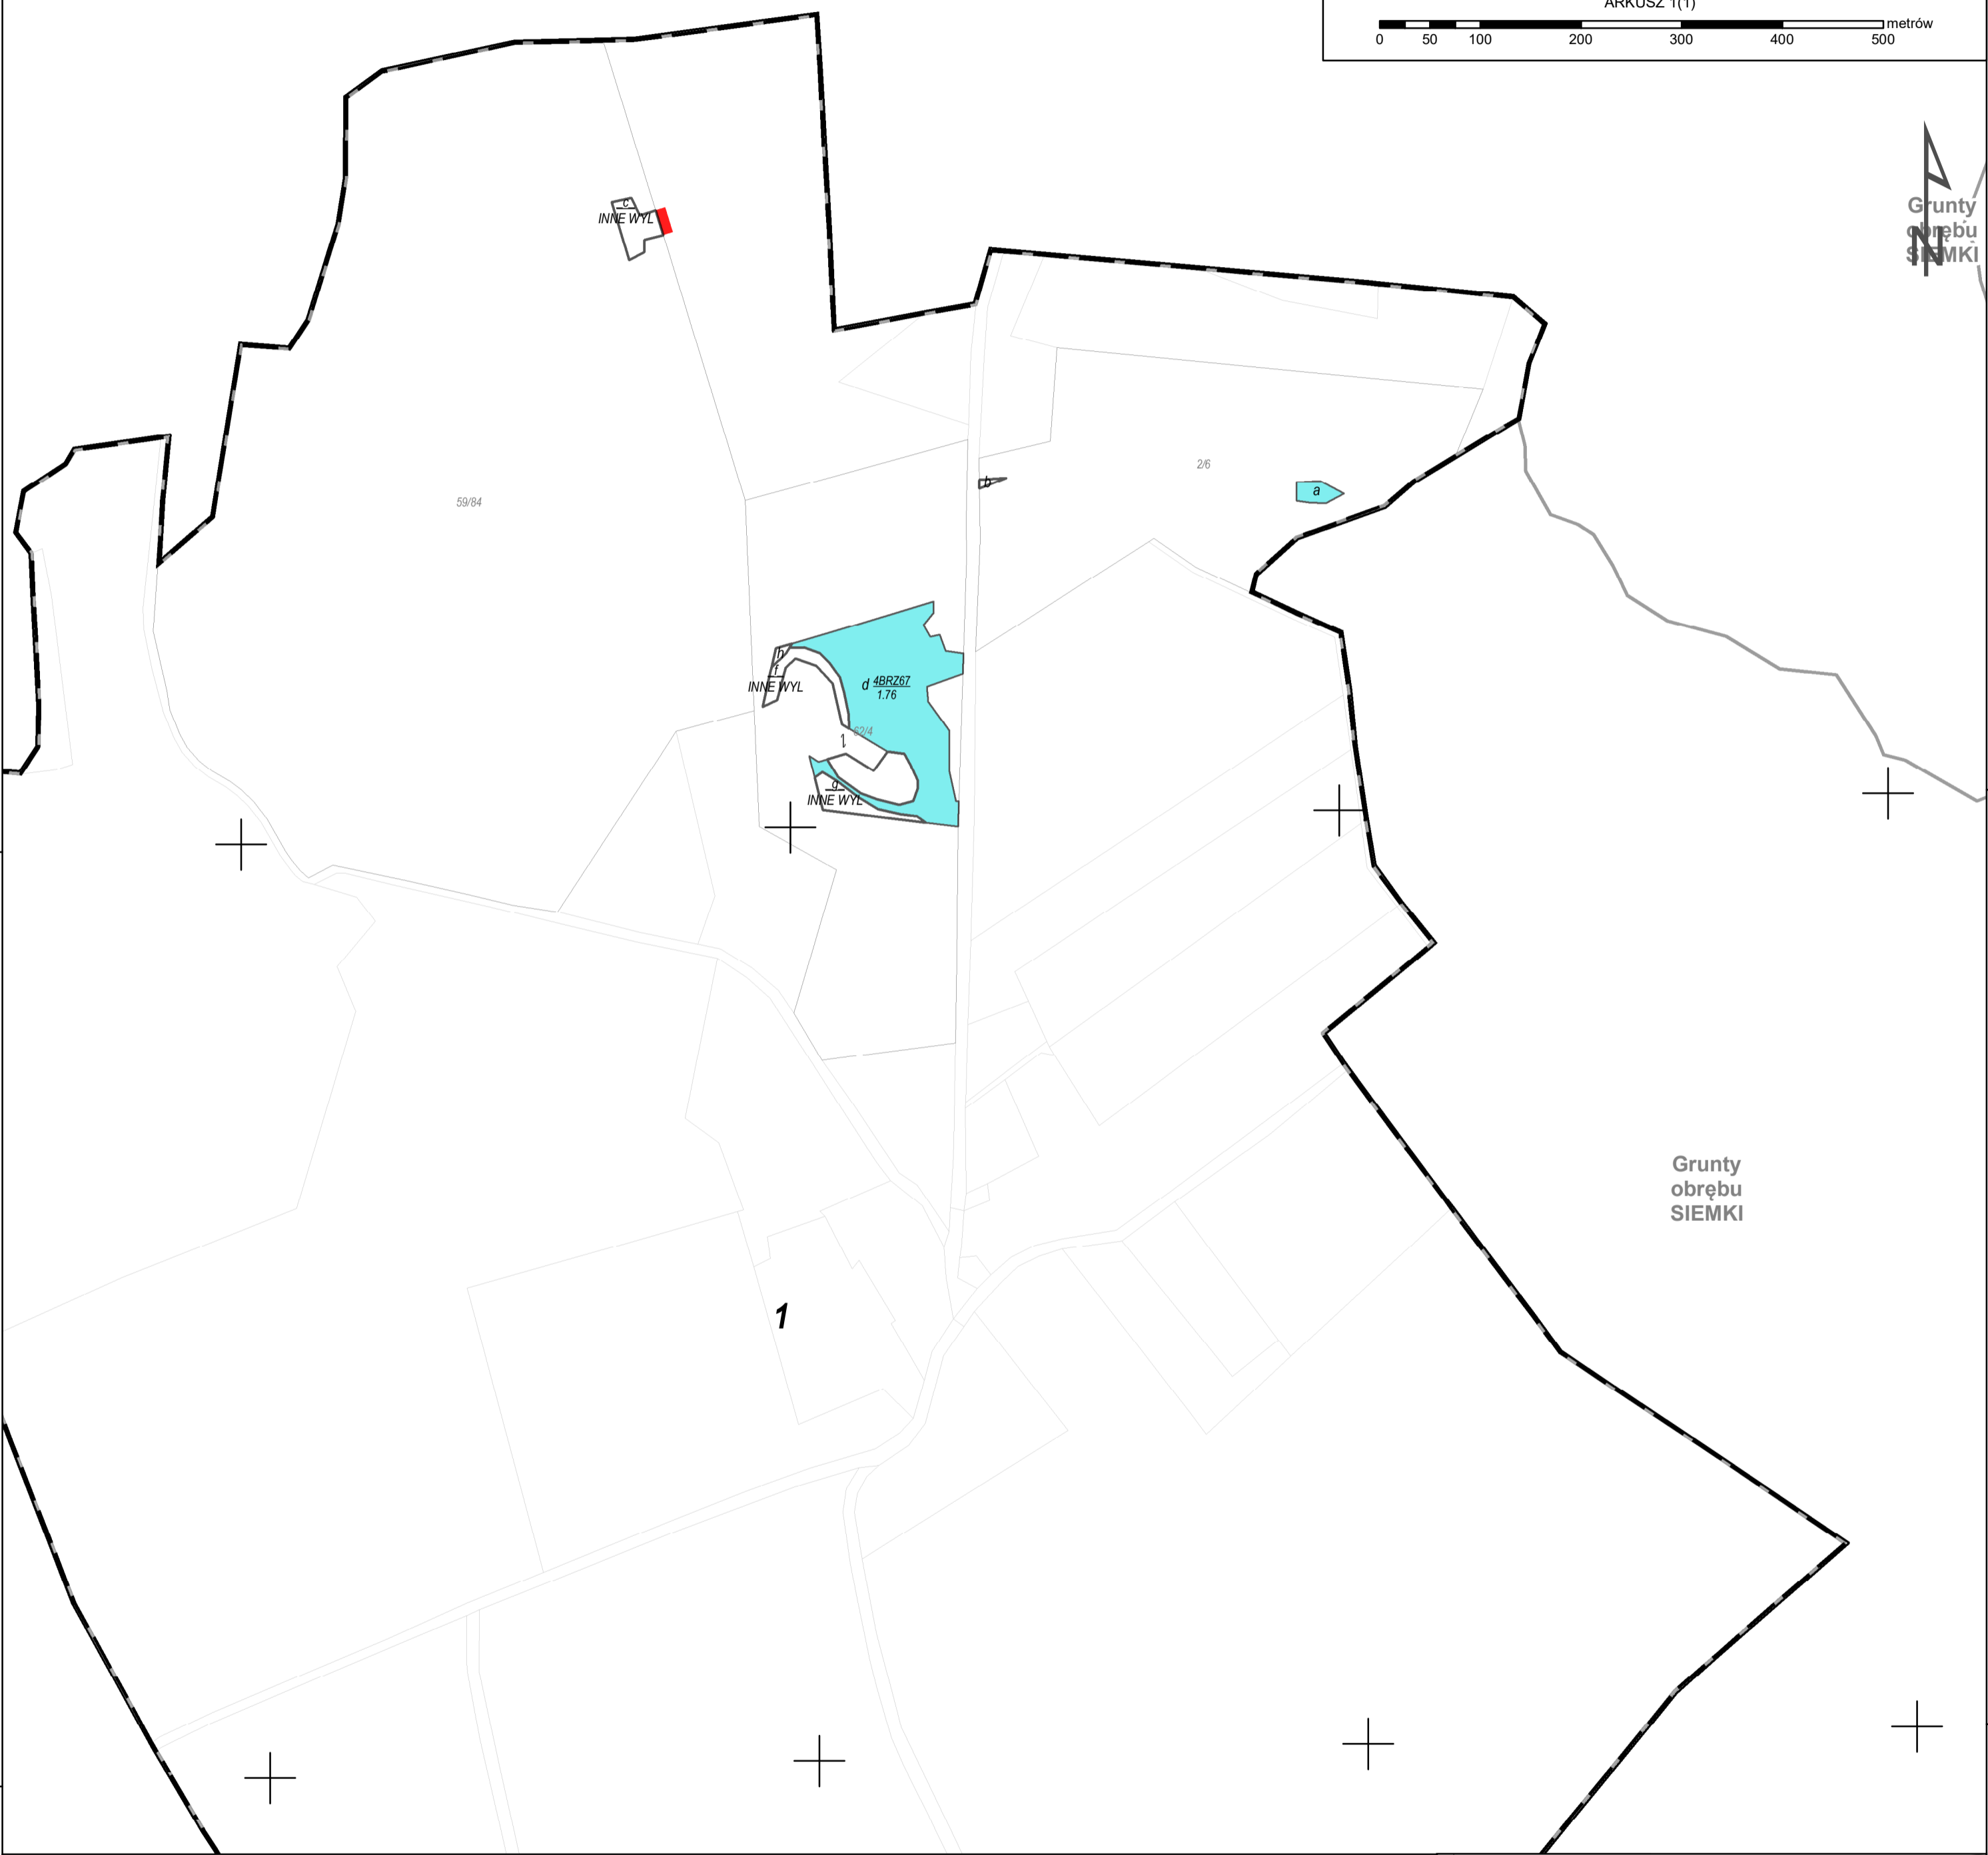 ARKUSZ 1(1)
metrów
0 50 100 200 300 400 500
Grunty
obrębu
SIEMKI
N
c
INNE WYL
2/6
b
a
59/84
h
f
INNE WYL
d 4BRZ67
1.76
62/4
1
g
INNE WYL
Grunty
obrębu
SIEMKI
1